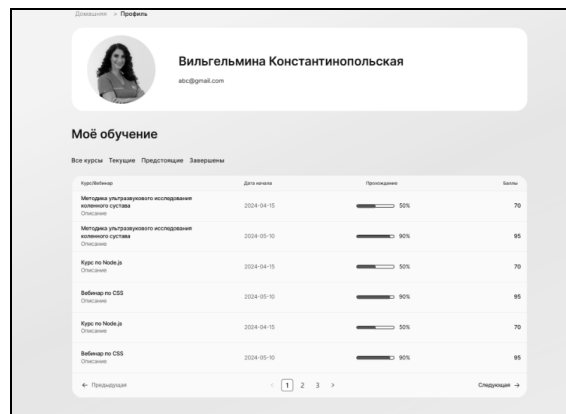 Домашняя > Профиль
Вильгельмина Константинопольская
abc@gmail.com
Моё обучение
Все курсы Текущие Предстоящие Завершены
Курс/Вебинар Дата начала Прохождение Баллы
Методика ультразвукового исследования
коленного сустава
Описание
2024-04-15 50% 70
Методика ультразвукового исследования
коленного сустава
Описание
2024-05-10 90% 95
Курс по Node.js
Описание
2024-04-15 50% 70
Вебинар по CSS
Описание
2024-05-10 90% 95
Курс по Node.js
Описание
2024-04-15 50% 70
Вебинар по CSS
Описание
2024-05-10 90% 95
← Предыдущая < 1 2 3 > Следующая →